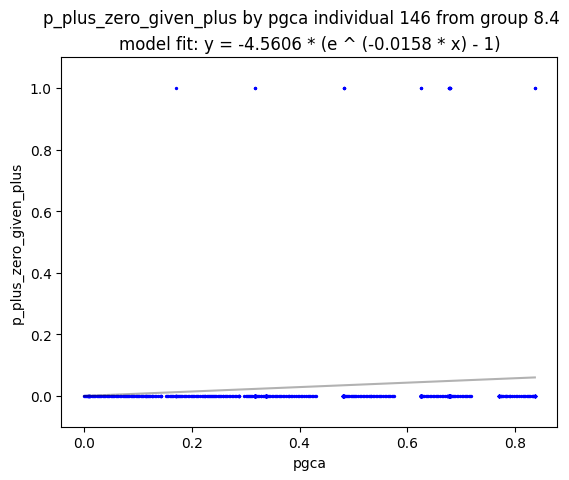 p_plus_zero_given_plus by pgca individual 146 from group 8.4
model fit: y = -4.5606 * (e ^ (-0.0158 * x) - 1)
1.0
0.8
0.6
0.4
0.2
0.0
p_plus_zero_given_plus
0.0 0.2 0.4 0.6 0.8
pgca